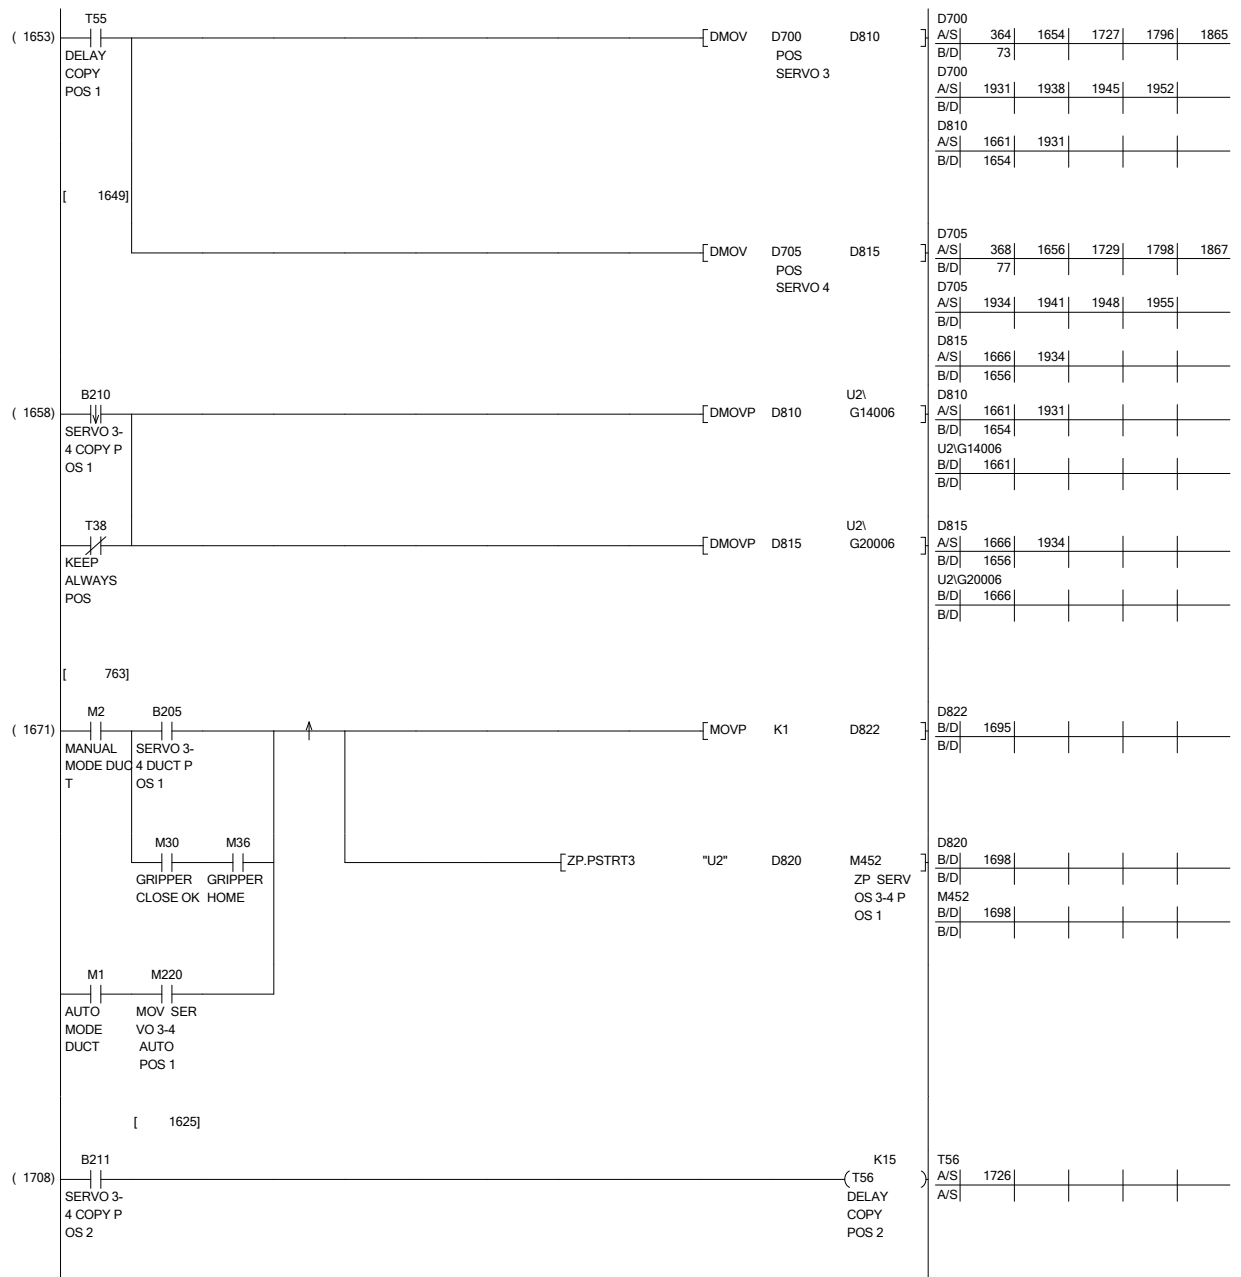 T55
( 1653)
DELAY
COPY
POS 1
[ DMOV D700 D810 ]
POS
SERVO 3
D700
A/S 364 1654 1727 1796 1865
B/D 73
D700
A/S 1931 1938 1945 1952
B/D
D810
A/S 1661 1931
B/D 1654
[ 1649]
[ DMOV D705 D815 ]
POS
SERVO 4
D705
A/S 368 1656 1729 1798 1867
B/D 77
D705
A/S 1934 1941 1948 1955
B/D
D815
A/S 1666 1934
B/D 1656
B210
( 1658)
SERVO 3-
4 COPY P
OS 1
U2\
[ DMOVP D810 G14006 ]
D810
A/S 1661 1931
B/D 1654
U2\G14006
B/D 1661
B/D
T38
KEEP
ALWAYS
POS
U2\
[ DMOVP D815 G20006 ]
D815
A/S 1666 1934
B/D 1656
U2\G20006
B/D 1666
B/D
[ 763]
M2 B205
( 1671)
MANUAL SERVO 3-
MODE DUC 4 DUCT P
T OS 1
[ MOVP K1 D822 ]
D822
B/D 1695
B/D
M30 M36
GRIPPER GRIPPER
CLOSE OK HOME
[ ZP.PSTRT3 "U2" D820 M452 ]
ZP SERV
OS 3-4 P
OS 1
D820
B/D 1698
B/D
M452
B/D 1698
B/D
M1 M220
AUTO MOV SER
MODE VO 3-4
DUCT AUTO
POS 1
[ 1625]
B211
( 1708)
SERVO 3-
4 COPY P
OS 2
K15
( T56 )
DELAY
COPY
POS 2
T56
A/S 1726
A/S